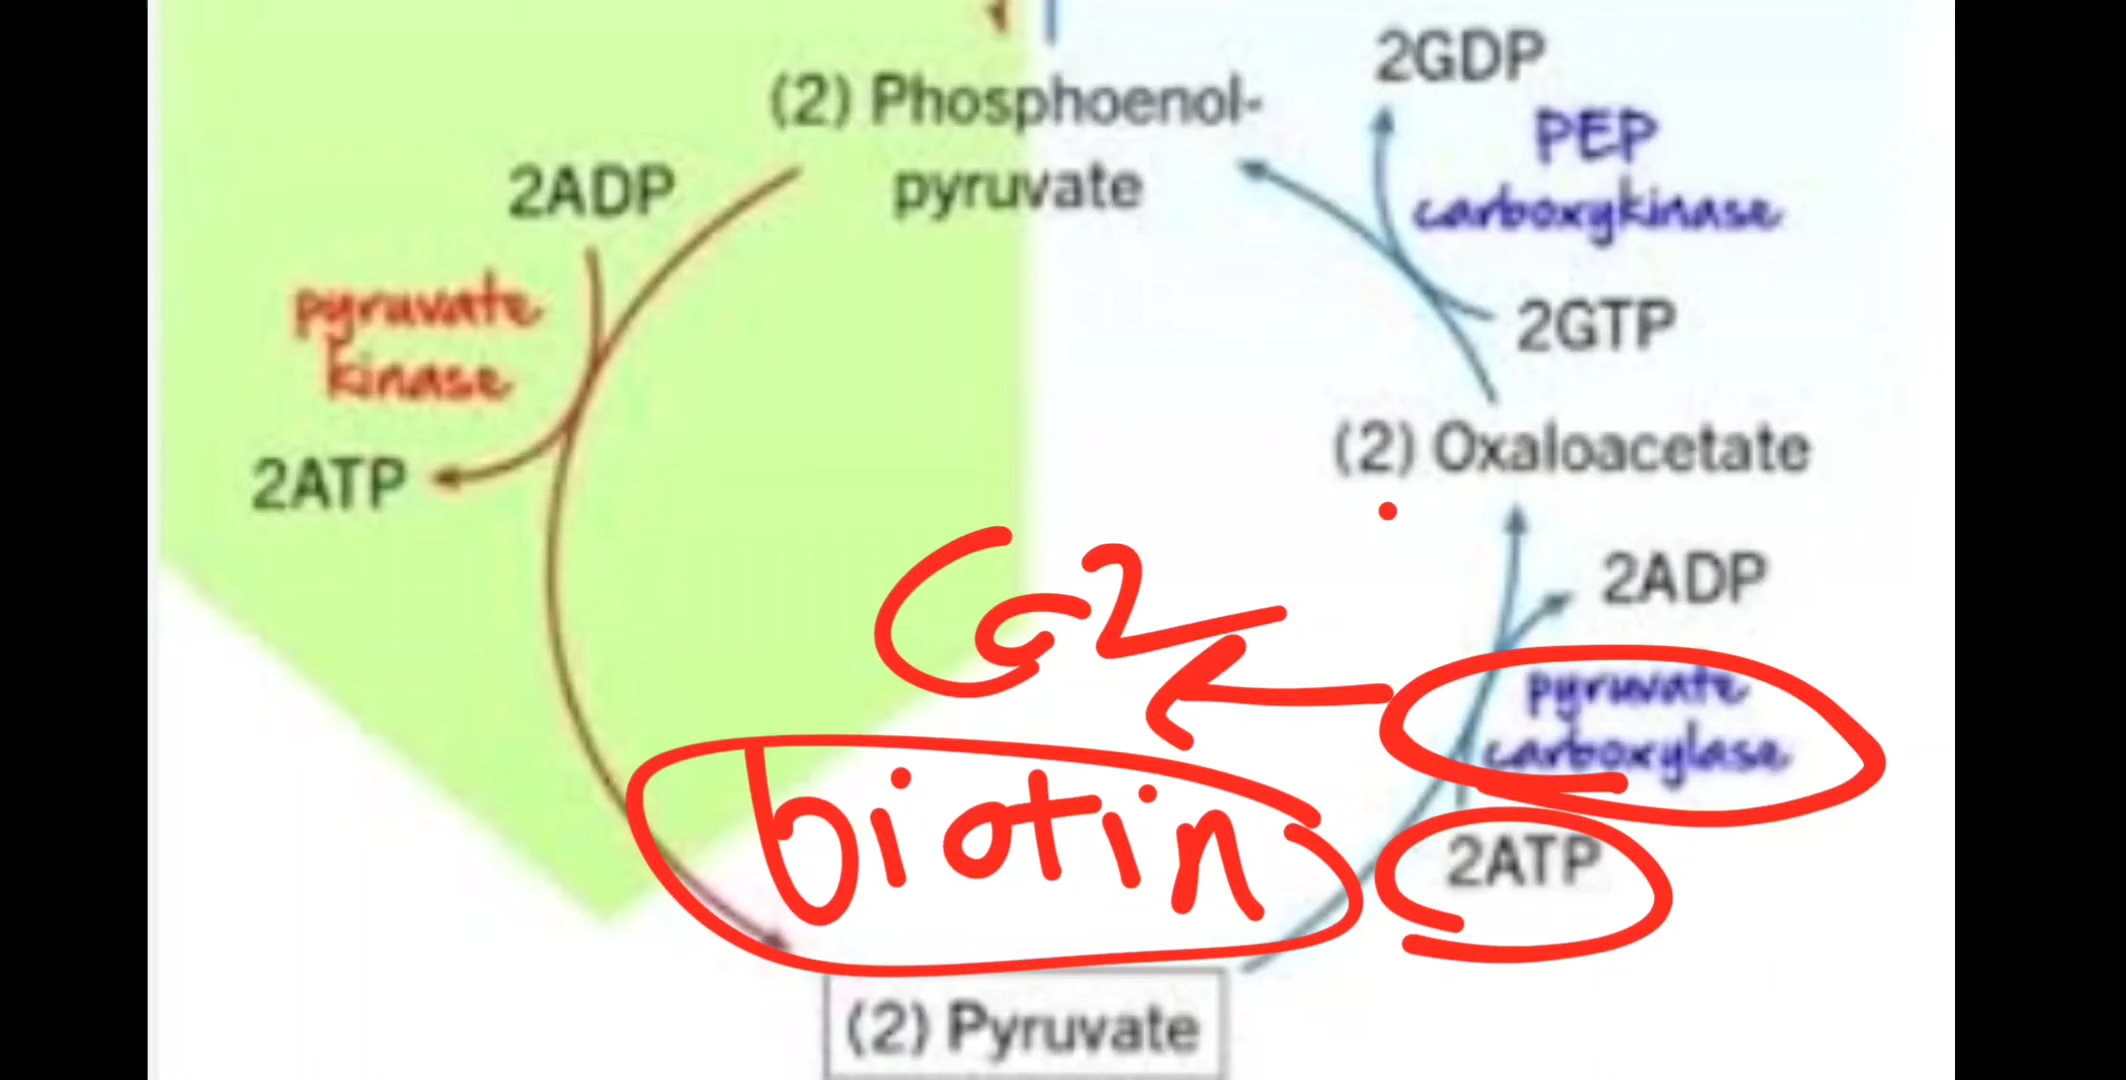 2GDP
(2) Phosphoenol-
pyruvate
PEP
carboxykinase
2ADP
pyruvate
kinase
2GTP
2ATP
(2) Oxaloacetate
2ADP
pyruvate
carboxylase
biotin
2ATP
(2) Pyruvate